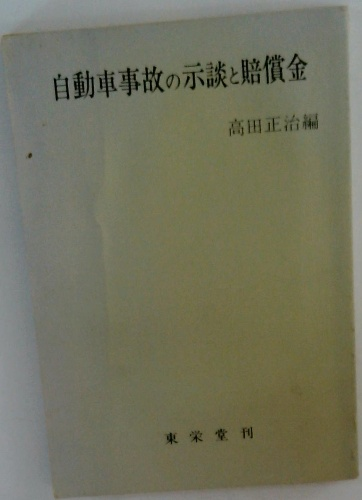 自動車事故の示談と賠償金
高田正治編
東栄堂刊